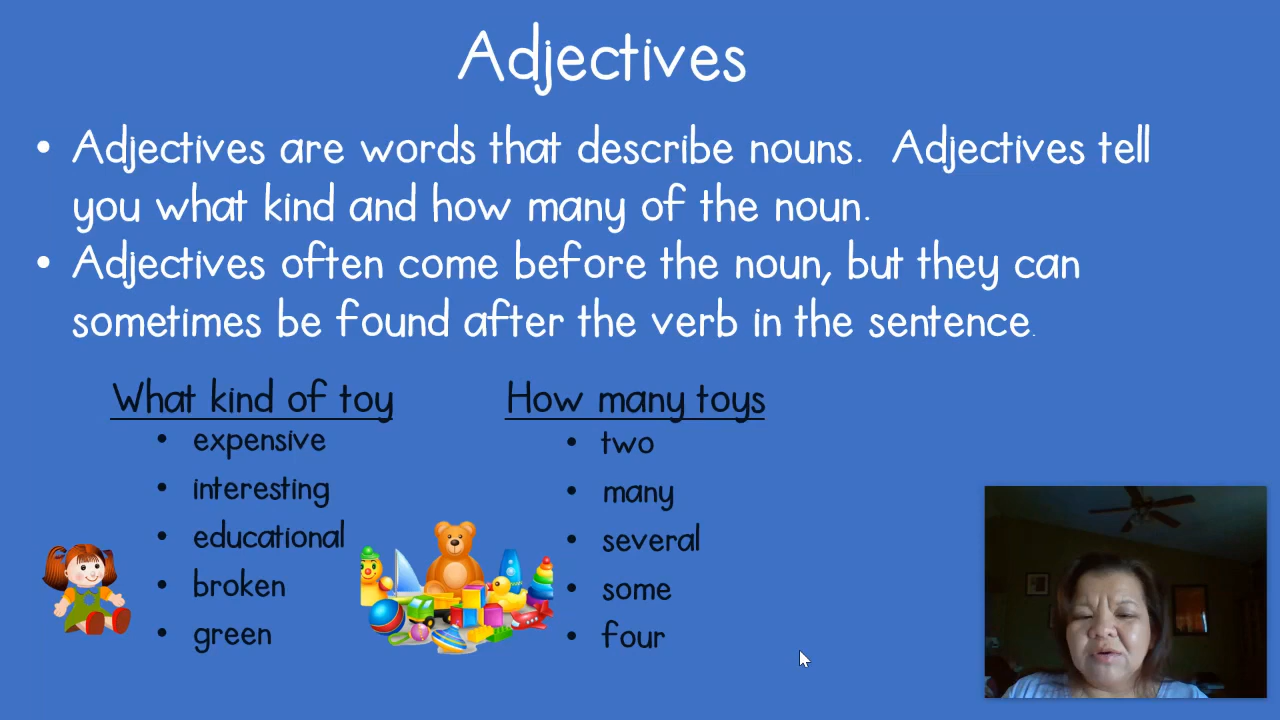 Adjectives
• Adjectives are words that describe nouns. Adjectives tell
you what kind and how many of the noun.
• Adjectives often come before the noun, but they can
sometimes be found after the verb in the sentence.
What kind of toy
• expensive
• interesting
• educational
• broken
• green
How many toys
• two
• many
• several
• some
• four